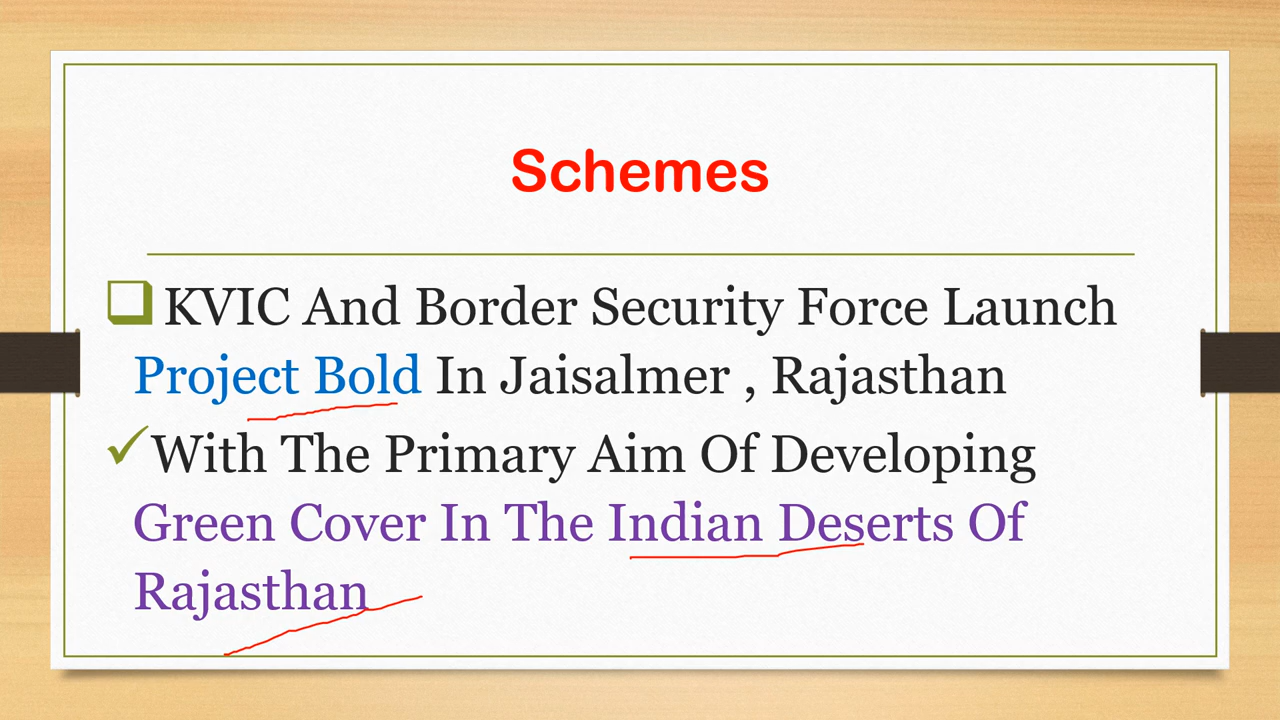 Schemes
KVIC And Border Security Force Launch
Project Bold In Jaisalmer , Rajasthan
With The Primary Aim Of Developing
Green Cover In The Indian Deserts Of
Rajasthan